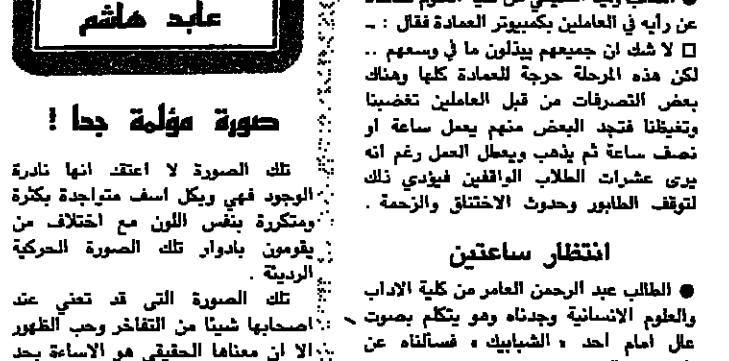 عن رأيه في العاملين بكمبيوتر العمادة فقال : ــ
□ لا شك ان جميعهم يبذلون ما في وسعهم ..
لكن هذه المرحلة حرجة للعمادة كلها وهناك
بعض التصرفات من قبل العاملين تغضبنا
وتغيظنا فتجد البعض منهم يعمل ساعة او
نصف ساعة ثم يذهب ويعطل العمل رغم انه
يرى عشرات الطلاب الواقفين فيؤدي ذلك
لتوقف الطابور وحدوث الاختناق والزحمة .
انتظار ساعتين
● الطالب عبد الرحمن العامر من كلية الاداب
والعلوم الانسانية وجدناه وهو يتكلم بصوت
عال امام احد « الشبابيك » فسألناه عن
عابد هاشم
صورة مؤلمة جدا !
تلك الصورة لا اعتقد انها نادرة
الوجود فهي وبكل اسف متواجدة بكثرة
ومتكررة بنفس اللون مع اختلاف من
يقومون بادوار تلك الصورة الحركية
الرديئة .
تلك الصورة التي قد تعني عند
اصحابها شيئا من التفاخر وحب الظهور
الا ان معناها الحقيقي هو الاساءة بحد